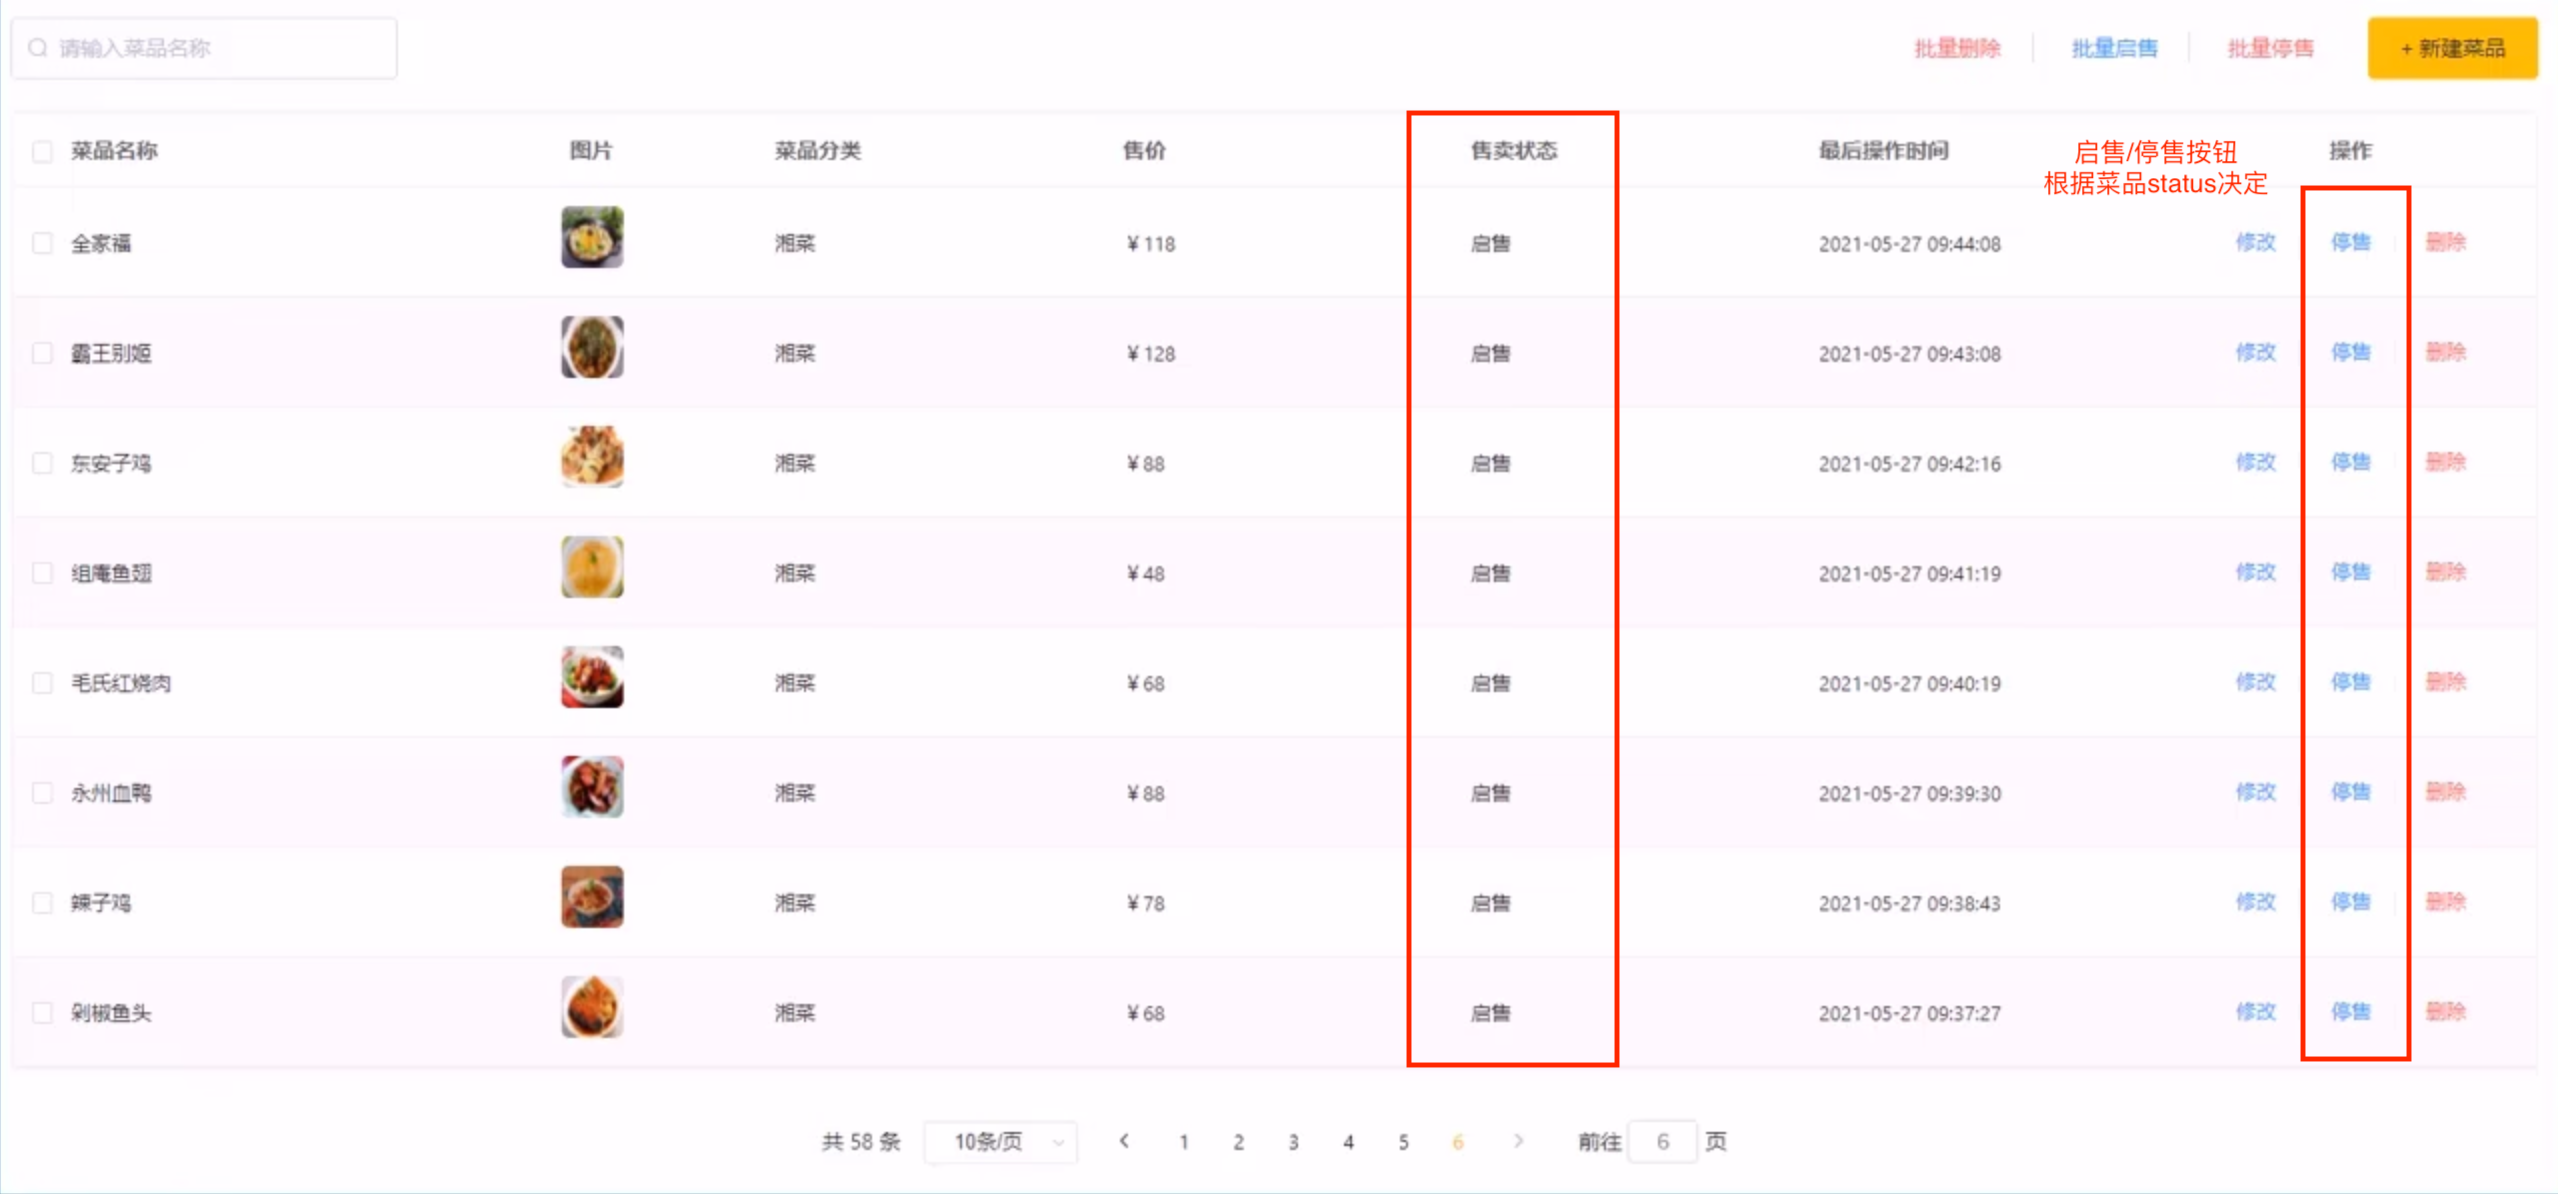 请输入菜品名称
批量删除 批量启售 批量停售 + 新建菜品
菜品名称 图片 菜品分类 售价 售卖状态 最后操作时间 操作
启售/停售按钮
根据菜品status决定
全家福 湘菜 ¥ 118 启售 2021-05-27 09:44:08 修改 停售 删除
霸王别姬 湘菜 ¥ 128 启售 2021-05-27 09:43:08 修改 停售 删除
东安子鸡 湘菜 ¥ 88 启售 2021-05-27 09:42:16 修改 停售 删除
组庵鱼翅 湘菜 ¥ 48 启售 2021-05-27 09:41:19 修改 停售 删除
毛氏红烧肉 湘菜 ¥ 68 启售 2021-05-27 09:40:19 修改 停售 删除
永州血鸭 湘菜 ¥ 88 启售 2021-05-27 09:39:30 修改 停售 删除
辣子鸡 湘菜 ¥ 78 启售 2021-05-27 09:38:43 修改 停售 删除
剁椒鱼头 湘菜 ¥ 68 启售 2021-05-27 09:37:27 修改 停售 删除
共 58 条 10条/页 1 2 3 4 5 6 前往 6 页